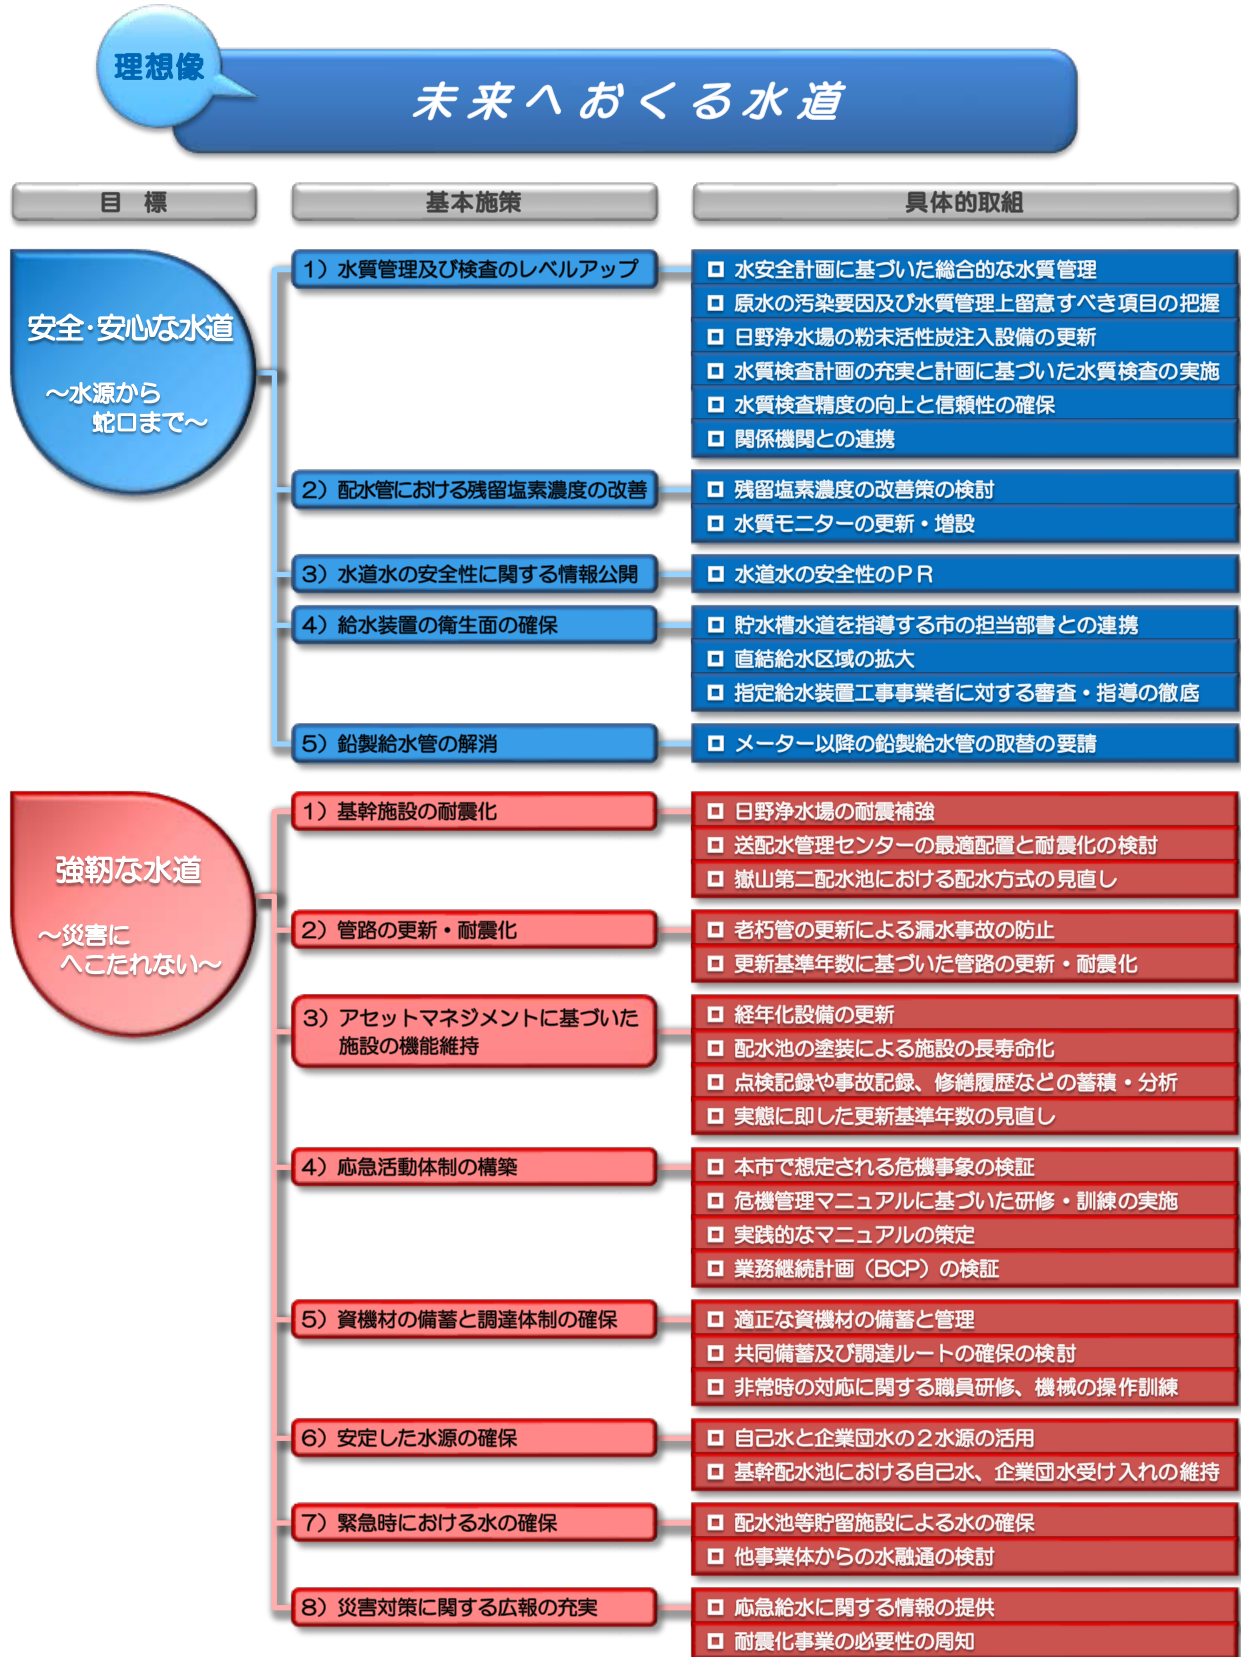 理想像
未来へおくる水道
目 標
基本施策
具体的取組
安全・安心な水道
～水源から
蛇口まで～
1）水質管理及び検査のレベルアップ
水安全計画に基づいた総合的な水質管理
原水の汚染要因及び水質管理上留意すべき項目の把握
日野浄水場の粉末活性炭注入設備の更新
水質検査計画の充実と計画に基づいた水質検査の実施
水質検査精度の向上と信頼性の確保
関係機関との連携
2）配水管における残留塩素濃度の改善
残留塩素濃度の改善策の検討
水質モニターの更新・増設
3）水道水の安全性に関する情報公開
水道水の安全性のＰＲ
4）給水装置の衛生面の確保
貯水槽水道を指導する市の担当部書との連携
直結給水区域の拡大
指定給水装置工事事業者に対する審査・指導の徹底
5）鉛製給水管の解消
メーター以降の鉛製給水管の取替の要請
強靭な水道
～災害に
へこたれない～
1）基幹施設の耐震化
日野浄水場の耐震補強
送配水管理センターの最適配置と耐震化の検討
嶽山第二配水池における配水方式の見直し
2）管路の更新・耐震化
老朽管の更新による漏水事故の防止
更新基準年数に基づいた管路の更新・耐震化
3）アセットマネジメントに基づいた
施設の機能維持
経年化設備の更新
配水池の塗装による施設の長寿命化
点検記録や事故記録、修繕履歴などの蓄積・分析
実態に即した更新基準年数の見直し
4）応急活動体制の構築
本市で想定される危機事象の検証
危機管理マニュアルに基づいた研修・訓練の実施
実践的なマニュアルの策定
業務継続計画（BCP）の検証
5）資機材の備蓄と調達体制の確保
適正な資機材の備蓄と管理
共同備蓄及び調達ルートの確保の検討
非常時の対応に関する職員研修、機械の操作訓練
6）安定した水源の確保
自己水と企業団水の２水源の活用
基幹配水池における自己水、企業団水受け入れの維持
7）緊急時における水の確保
配水池等貯留施設による水の確保
他事業体からの水融通の検討
8）災害対策に関する広報の充実
応急給水に関する情報の提供
耐震化事業の必要性の周知